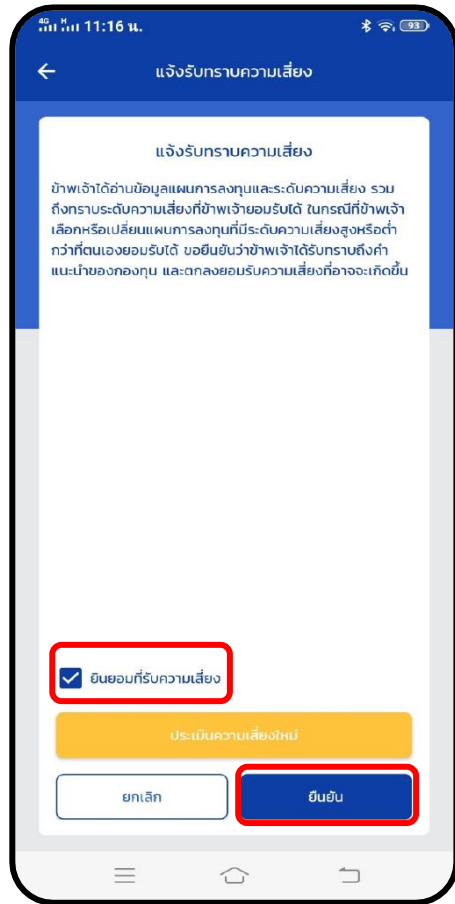 4G H 11:16 น. 93
แจ้งรับทราบความเสี่ยง
แจ้งรับทราบความเสี่ยง
ข้าพเจ้าได้อ่านข้อมูลแผนการลงทุนและระดับความเสี่ยง รวม
ถึงทราบระดับความเสี่ยงที่ข้าพเจ้ายอมรับได้ ในกรณีที่ข้าพเจ้า
เลือกหรือเปลี่ยนแผนการลงทุนที่มีระดับความเสี่ยงสูงหรือต่ำ
กว่าที่ตนเองยอมรับได้ ขอยืนยันว่าข้าพเจ้าได้รับทราบถึงคำ
แนะนำของกองทุน และตกลงยอมรับความเสี่ยงที่อาจจะเกิดขึ้น
ยินยอมที่รับความเสี่ยง
ประเมินความเสี่ยงใหม่
ยกเลิก
ยืนยัน